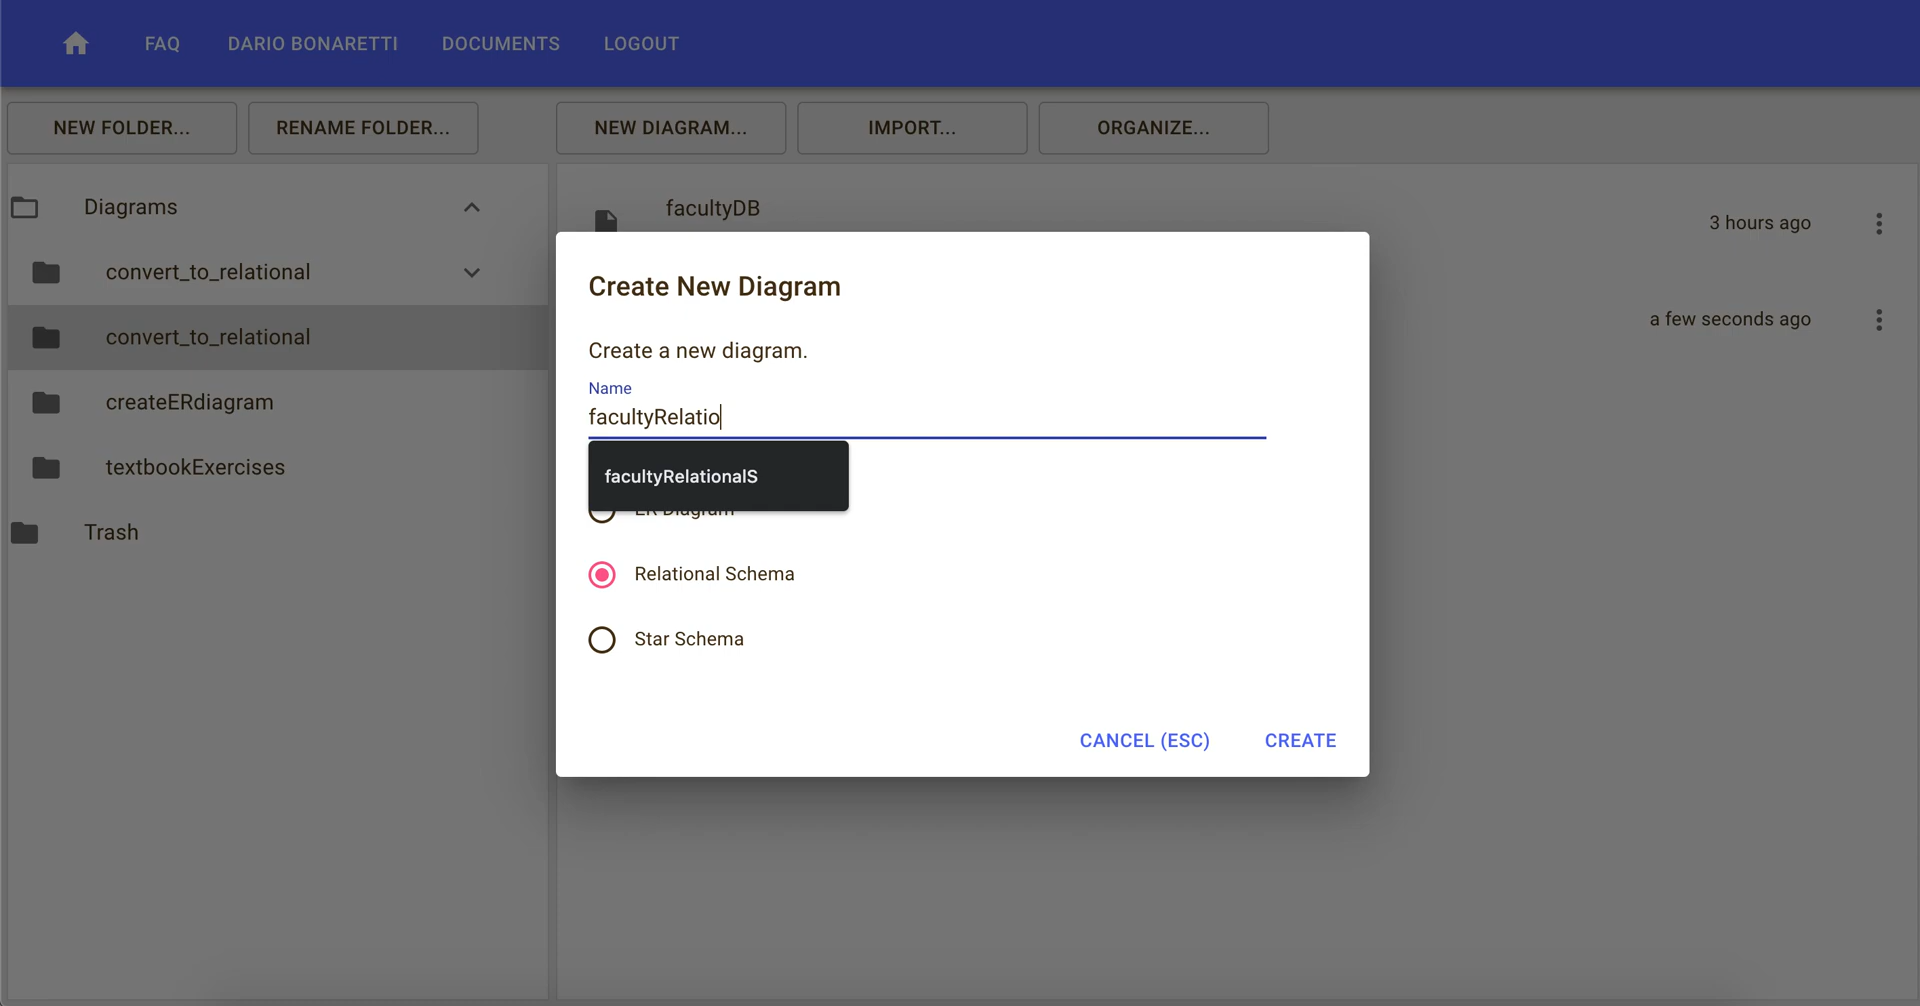 FAQ DARIO BONARETTI DOCUMENTS LOGOUT
NEW FOLDER... RENAME FOLDER... NEW DIAGRAM... IMPORT... ORGANIZE...
Diagrams
convert_to_relational
convert_to_relational
createERdiagram
textbookExercises
Trash
facultyDB
3 hours ago
a few seconds ago
Create New Diagram
Create a new diagram.
Name
facultyRelatio
facultyRelationalS
ER Diagram
Relational Schema
Star Schema
CANCEL (ESC) CREATE